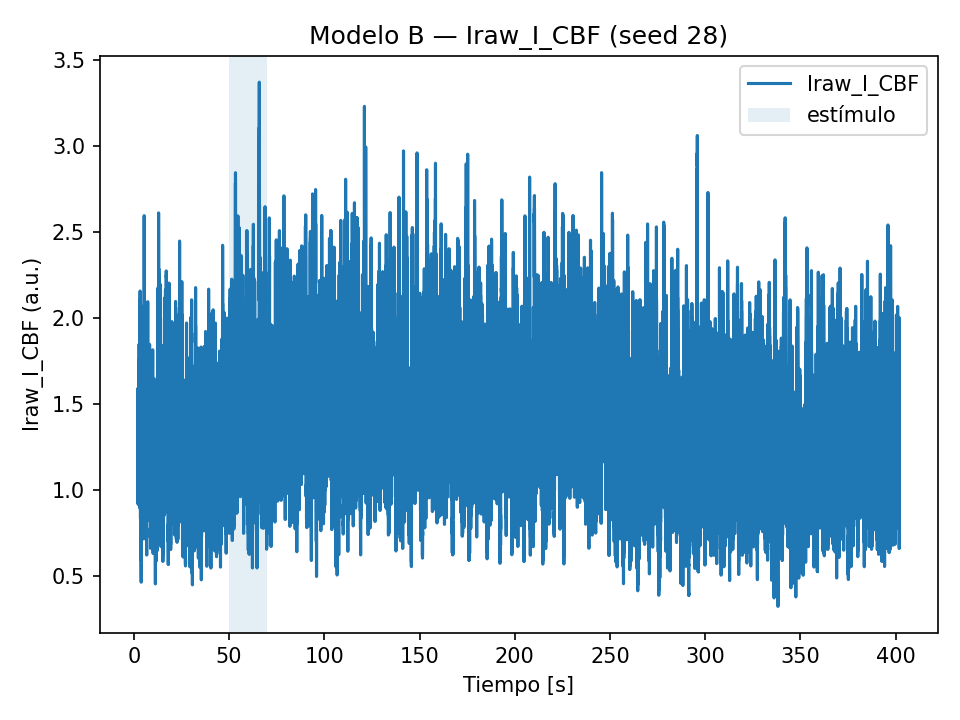 Modelo B — Iraw_I_CBF (seed 28)
Iraw_I_CBF
estímulo
Iraw_I_CBF (a.u.)
3.5
3.0
2.5
2.0
1.5
1.0
0.5
0 50 100 150 200 250 300 350 400
Tiempo [s]